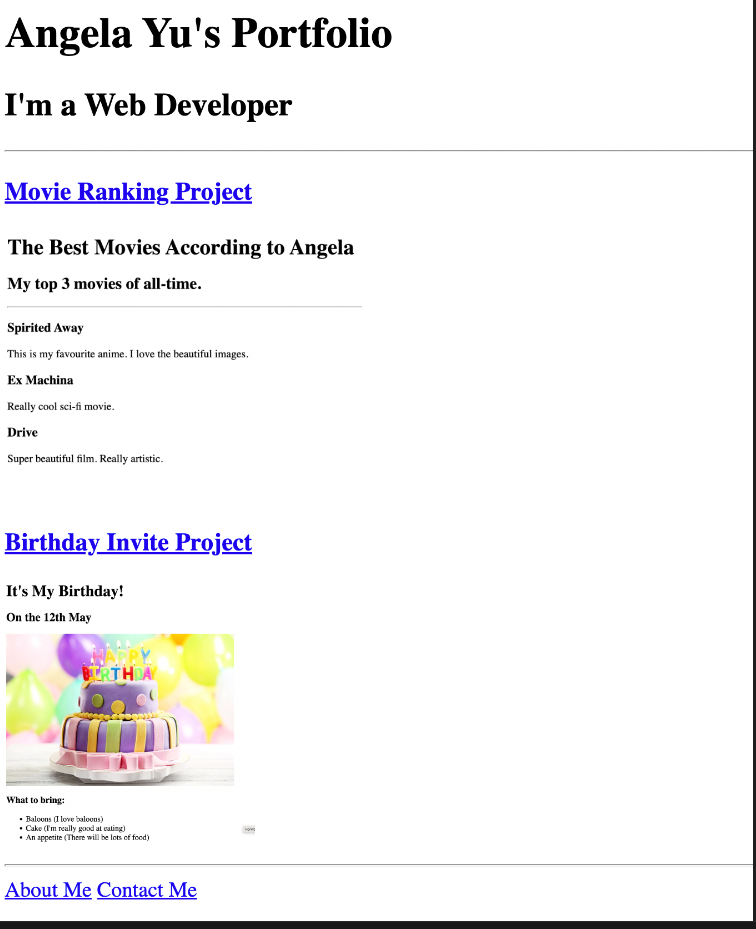 Angela Yu's Portfolio
I'm a Web Developer
Movie Ranking Project
The Best Movies According to Angela
My top 3 movies of all-time.
Spirited Away
This is my favourite anime. I love the beautiful images.
Ex Machina
Really cool sci-fi movie.
Drive
Super beautiful film. Really artistic.
Birthday Invite Project
It's My Birthday!
On the 12th May
HAPPY
BIRTHDAY
What to bring:
• Baloons (I love baloons)
• Cake (I'm really good at eating)
• An appetite (There will be lots of food)
About Me Contact Me